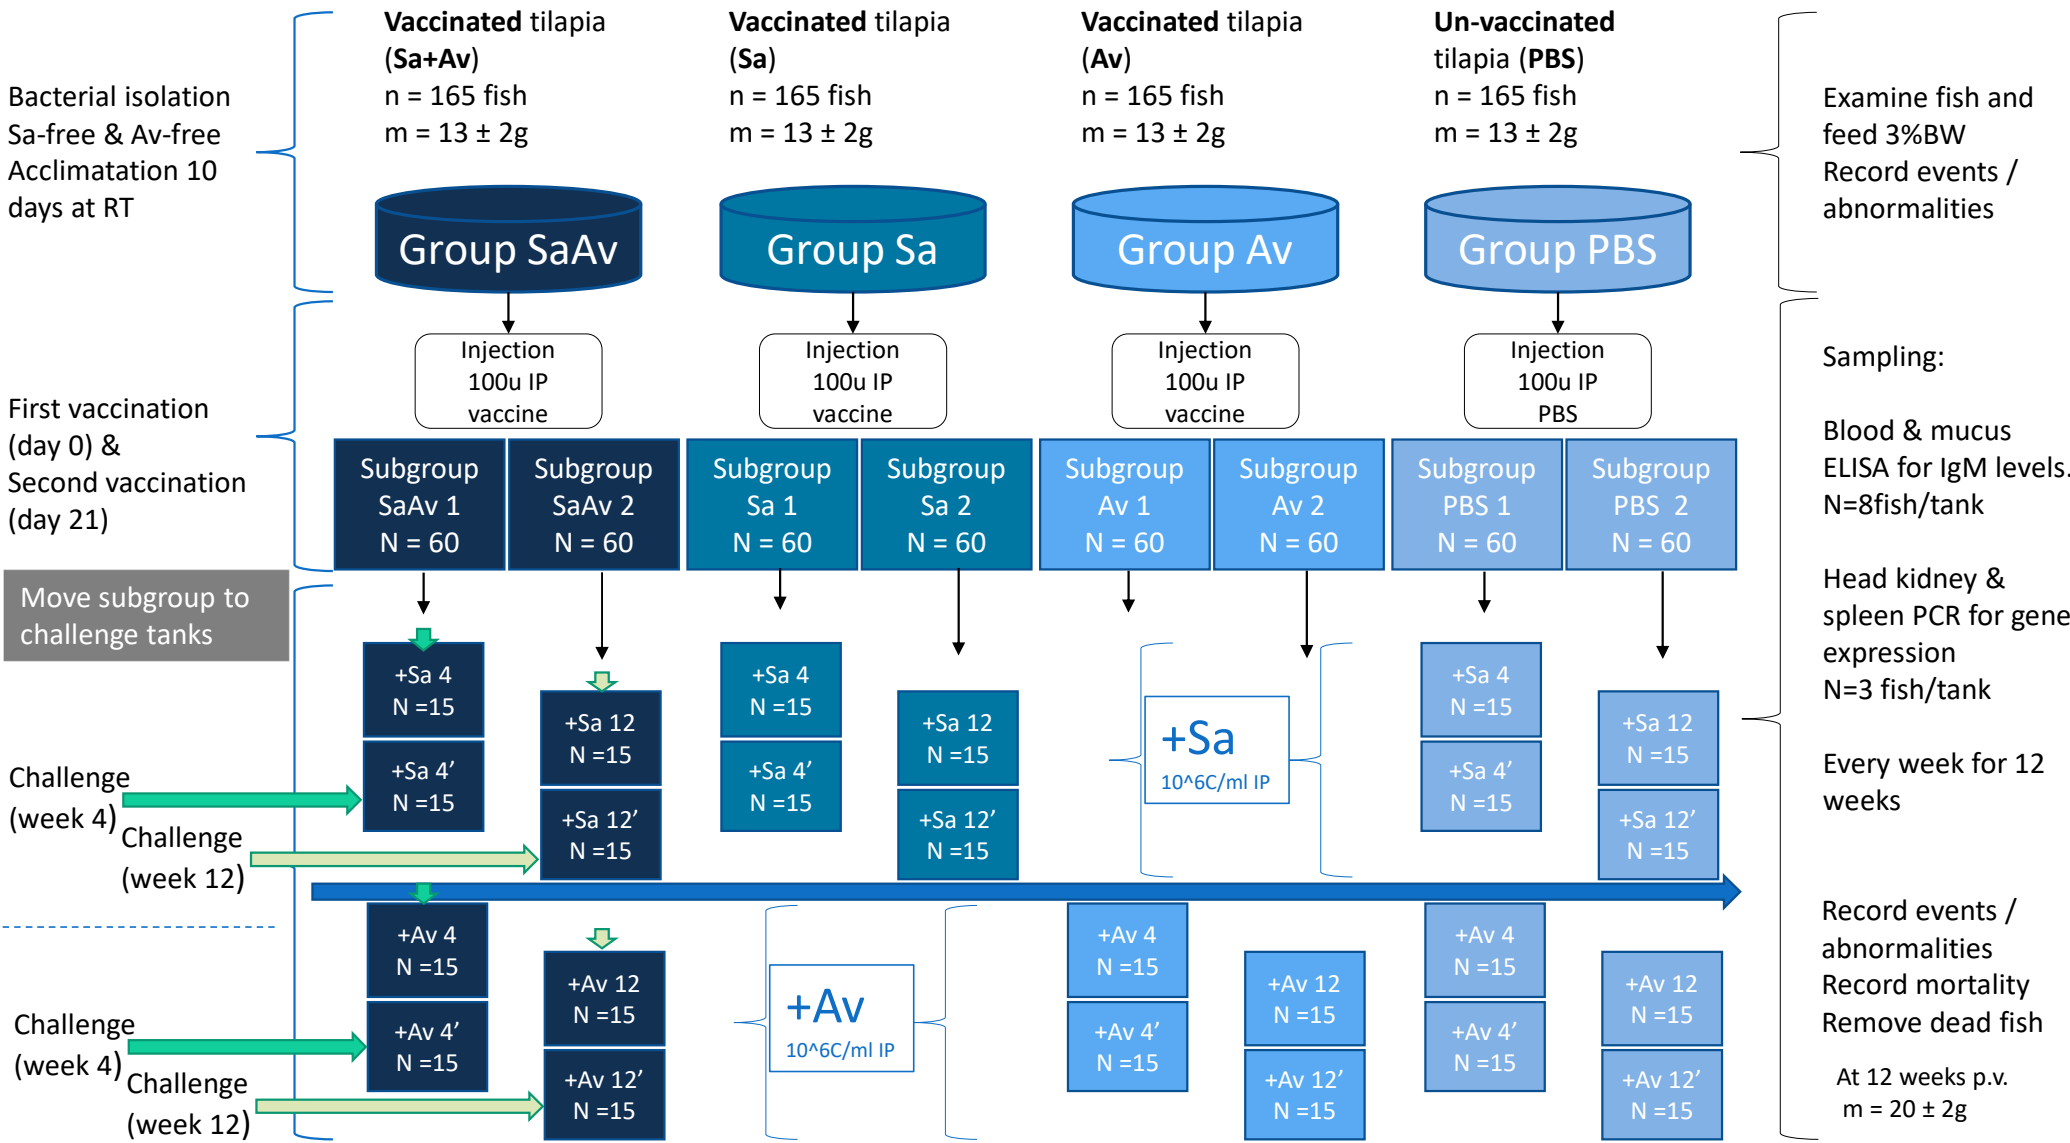 Vaccinated tilapia
(Sa+Av)
n = 165 fish
m = 13 ± 2g
Vaccinated tilapia
(Sa)
n = 165 fish
m = 13 ± 2g
Vaccinated tilapia
(Av)
n = 165 fish
m = 13 ± 2g
Un-vaccinated
tilapia (PBS)
n = 165 fish
m = 13 ± 2g
Bacterial isolation
Sa-free & Av-free
Acclimatation 10
days at RT
Examine fish and
feed 3%BW
Record events /
abnormalities
Group SaAv
Group Sa
Group Av
Group PBS
Injection
100u IP
vaccine
Injection
100u IP
vaccine
Injection
100u IP
vaccine
Injection
100u IP
PBS
First vaccination
(day 0) &
Second vaccination
(day 21)
Subgroup
SaAv 1
N = 60
Subgroup
SaAv 2
N = 60
Subgroup
Sa 1
N = 60
Subgroup
Sa 2
N = 60
Subgroup
Av 1
N = 60
Subgroup
Av 2
N = 60
Subgroup
PBS 1
N = 60
Subgroup
PBS 2
N = 60
Sampling:
Blood & mucus
ELISA for IgM levels.
N=8fish/tank
Head kidney &
spleen PCR for gene
expression
N=3 fish/tank
Every week for 12
weeks
Move subgroup to
challenge tanks
+Sa 4
N =15
+Sa 4’
N =15
+Sa 12
N =15
+Sa 12’
N =15
+Sa 4
N =15
+Sa 4’
N =15
+Sa 12
N =15
+Sa 12’
N =15
+Sa
10^6C/ml IP
+Sa 4
N =15
+Sa 4’
N =15
+Sa 12
N =15
+Sa 12’
N =15
Challenge
(week 4)
Challenge
(week 12)
+Av 4
N =15
+Av 4’
N =15
+Av 12
N =15
+Av 12’
N =15
+Av
10^6C/ml IP
+Av 4
N =15
+Av 4’
N =15
+Av 12
N =15
+Av 12’
N =15
+Av 4
N =15
+Av 4’
N =15
+Av 12
N =15
+Av 12’
N =15
Challenge
(week 4)
Challenge
(week 12)
Record events /
abnormalities
Record mortality
Remove dead fish
At 12 weeks p.v.
m = 20 ± 2g